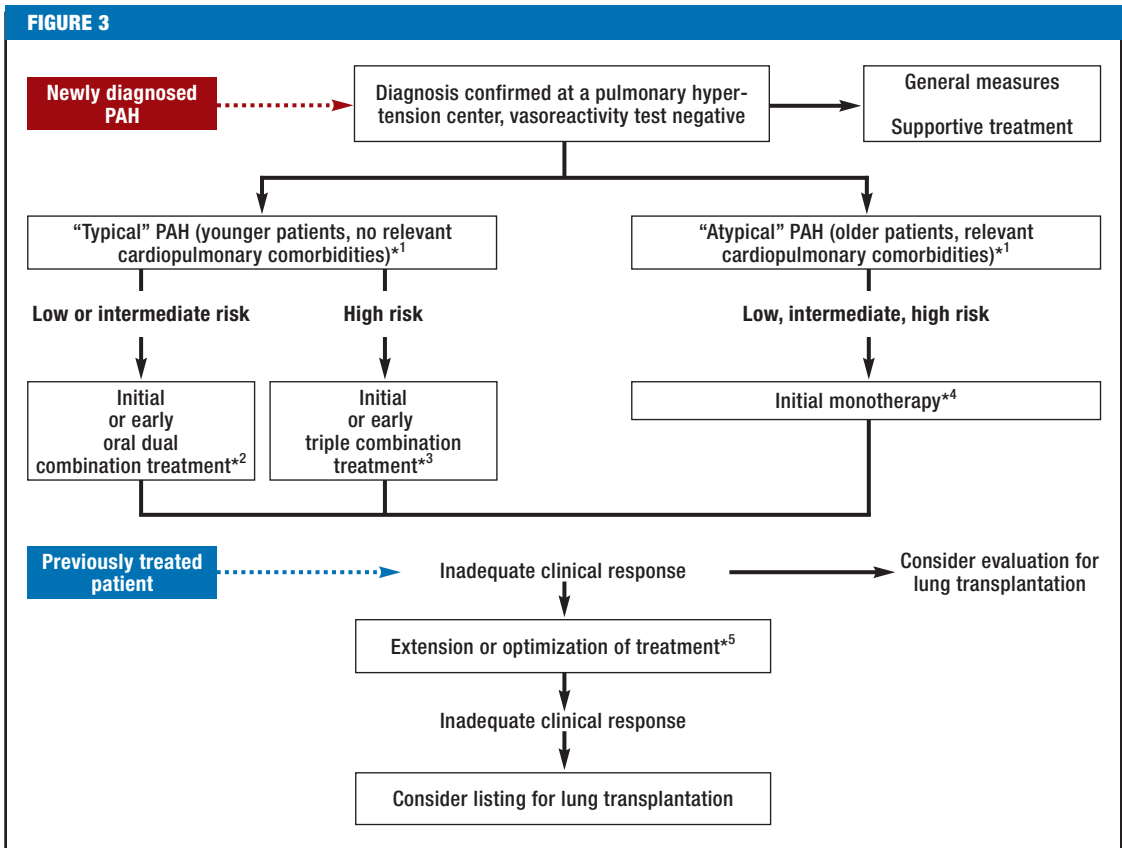 FIGURE 3
Newly diagnosed
PAH
Diagnosis confirmed at a pulmonary hyper-
tension center, vasoreactivity test negative
General measures
Supportive treatment
“Typical” PAH (younger patients, no relevant
cardiopulmonary comorbidities)*1
“Atypical” PAH (older patients, relevant
cardiopulmonary comorbidities)*1
Low or intermediate risk
High risk
Low, intermediate, high risk
Initial
or early
oral dual
combination treatment*2
Initial
or early
triple combination
treatment*3
Initial monotherapy*4
Previously treated
patient
Inadequate clinical response
Consider evaluation for
lung transplantation
Extension or optimization of treatment*5
Inadequate clinical response
Consider listing for lung transplantation